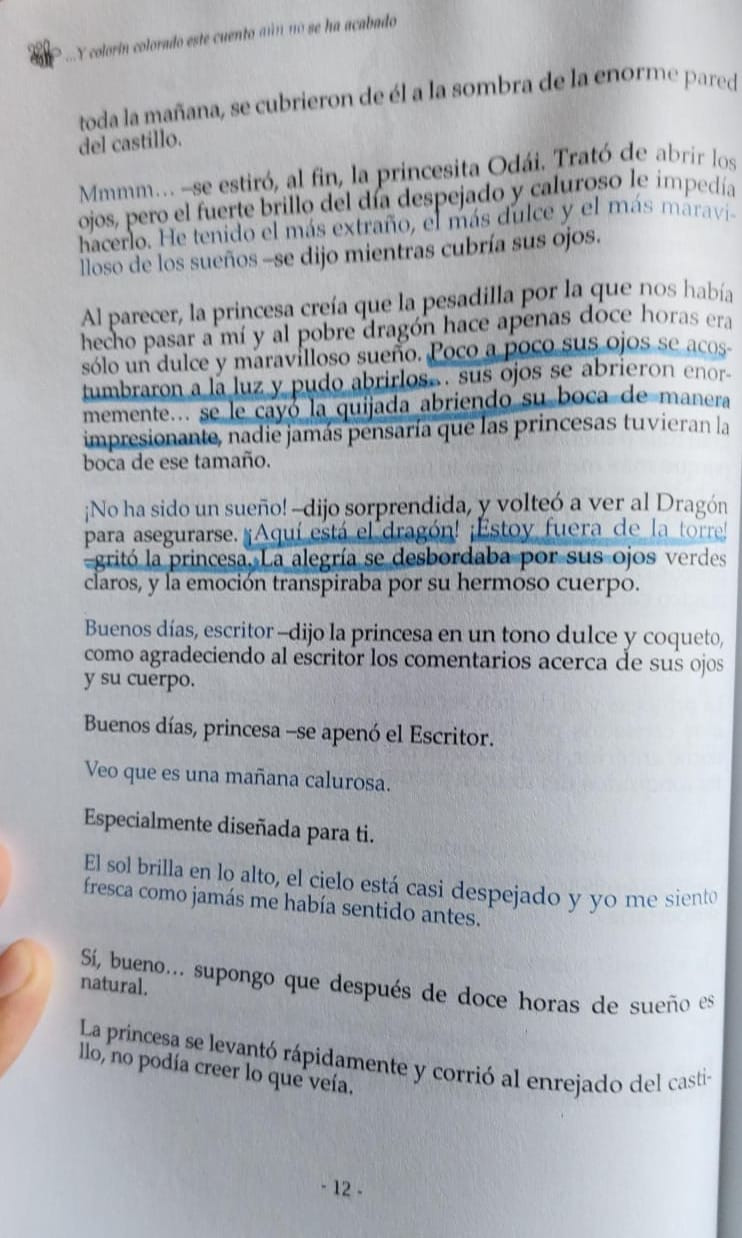 ...Y colorín colorado este cuento aún no se ha acabado
toda la mañana, se cubrieron de él a la sombra de la enorme pared
del castillo.
Mmmm… –se estiró, al fin, la princesita Odái. Trató de abrir los
ojos, pero el fuerte brillo del día despejado y caluroso le impedía
hacerlo. He tenido el más extraño, el más dulce y el más maravi-
lloso de los sueños –se dijo mientras cubría sus ojos.
Al parecer, la princesa creía que la pesadilla por la que nos había
hecho pasar a mí y al pobre dragón hace apenas doce horas era
sólo un dulce y maravilloso sueño. Poco a poco sus ojos se acos-
tumbraron a la luz y pudo abrirlos… sus ojos se abrieron enor-
memente… se le cayó la quijada abriendo su boca de manera
impresionante, nadie jamás pensaría que las princesas tuvieran la
boca de ese tamaño.
¡No ha sido un sueño! –dijo sorprendida, y volteó a ver al Dragón
para asegurarse. ¡Aquí está el dragón! ¡Estoy fuera de la torre!
–gritó la princesa. La alegría se desbordaba por sus ojos verdes
claros, y la emoción transpiraba por su hermoso cuerpo.
Buenos días, escritor –dijo la princesa en un tono dulce y coqueto,
como agradeciendo al escritor los comentarios acerca de sus ojos
y su cuerpo.
Buenos días, princesa –se apenó el Escritor.
Veo que es una mañana calurosa.
Especialmente diseñada para ti.
El sol brilla en lo alto, el cielo está casi despejado y yo me siento
fresca como jamás me había sentido antes.
Sí, bueno… supongo que después de doce horas de sueño es
natural.
La princesa se levantó rápidamente y corrió al enrejado del casti-
llo, no podía creer lo que veía.
- 12 -